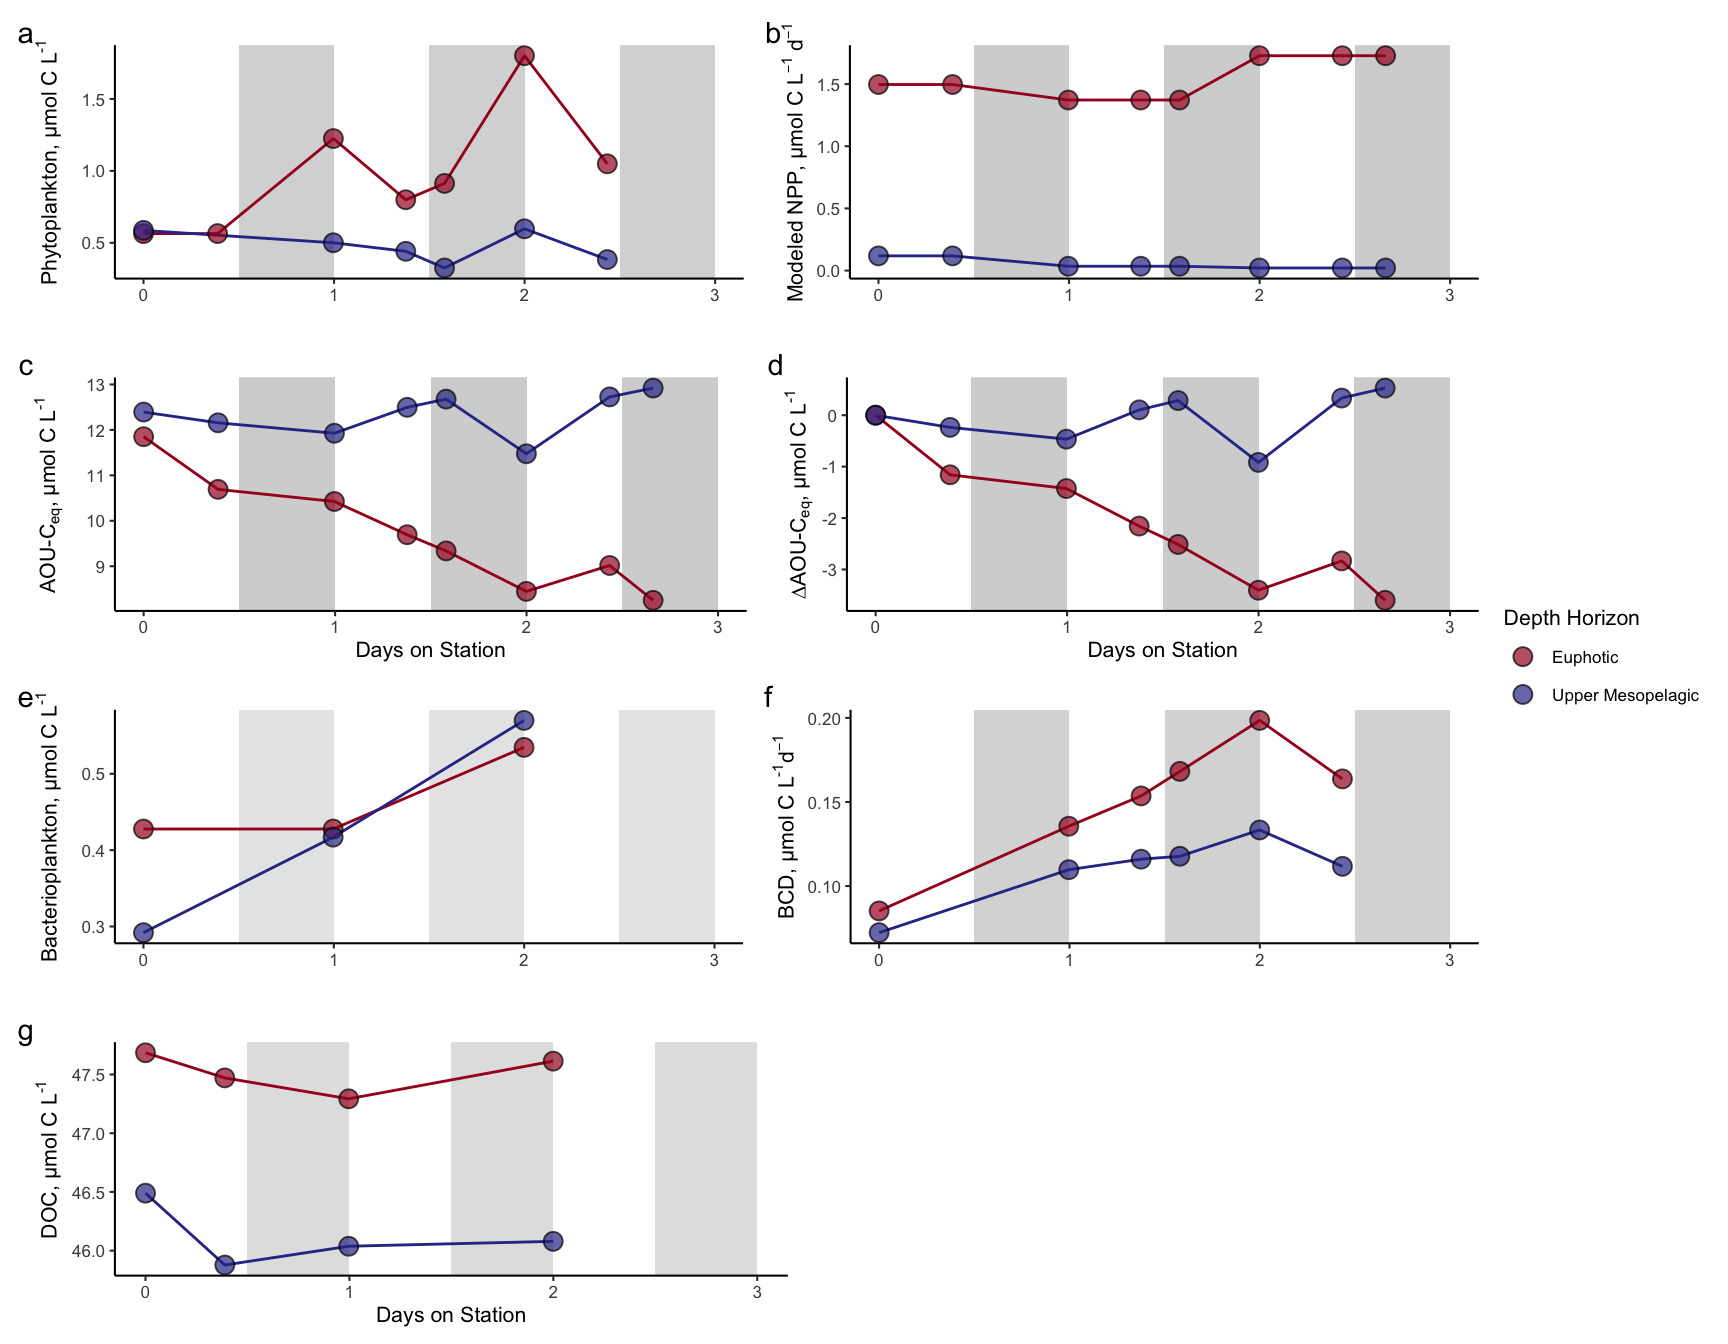 a
Phytoplankton, μmol C L-1
1.5
1.0
0.5
0 1 2 3
b
Modeled NPP, μmol C L−1 d−1
1.5
1.0
0.5
0.0
0 1 2 3
c
AOU-Ceq, μmol C L-1
13
12
11
10
9
0 1 2 3
Days on Station
d
ΔAOU-Ceq, μmol C L-1
0
-1
-2
-3
0 1 2 3
Days on Station
Depth Horizon
Euphotic
Upper Mesopelagic
e
Bacterioplankton, μmol C L-1
0.5
0.4
0.3
0 1 2 3
f
BCD, μmol C L-1d−1
0.20
0.15
0.10
0 1 2 3
g
DOC, μmol C L-1
47.5
47.0
46.5
46.0
0 1 2 3
Days on Station